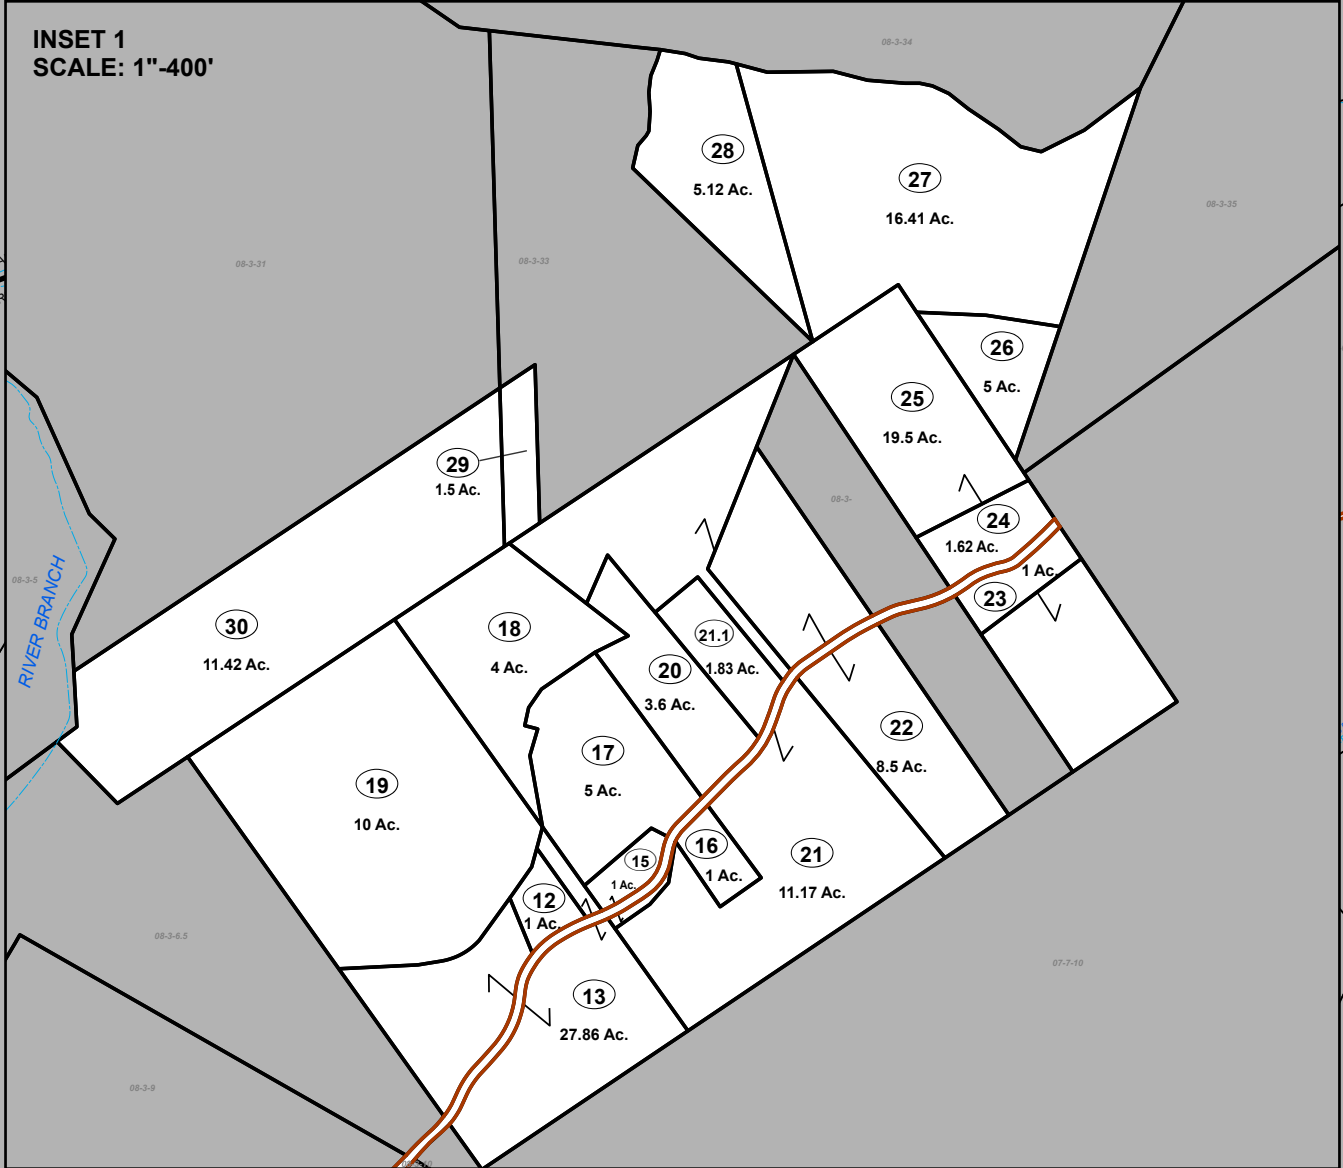 INSET 1
SCALE: 1"-400'
08-3-34
28
5.12 Ac.
27
16.41 Ac.
08-3-35
08-3-31
08-3-33
26
5 Ac.
25
19.5 Ac.
29
1.5 Ac.
08-3-
24
1.62 Ac.
1 Ac.
23
08-3-5
RIVER BRANCH
30
11.42 Ac.
18
4 Ac.
21.1
1.83 Ac.
20
3.6 Ac.
22
8.5 Ac.
17
5 Ac.
19
10 Ac.
16
1 Ac.
15
1 Ac.
21
11.17 Ac.
12
1 Ac.
08-3-6.5
07-7-10
13
27.86 Ac.
08-3-9